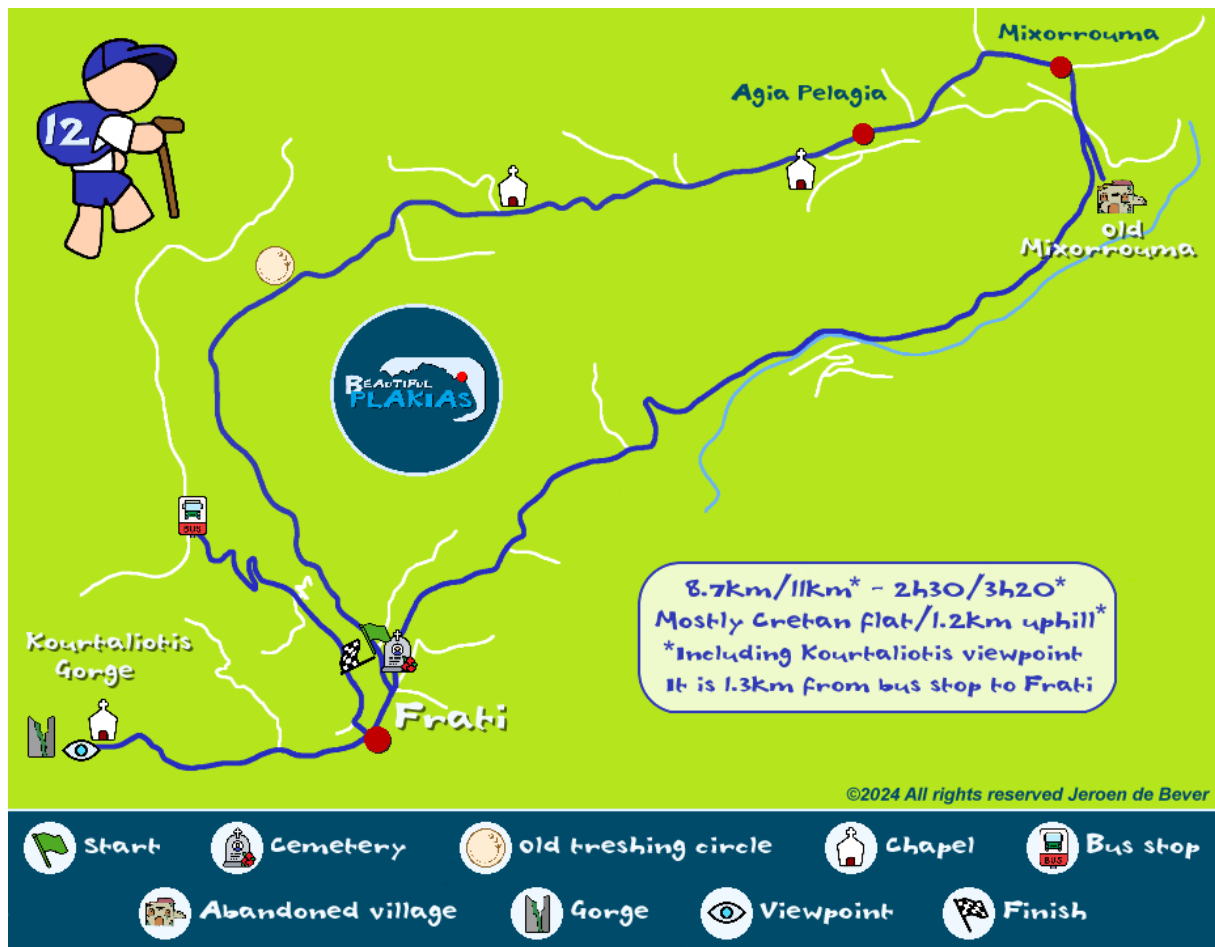 Mixorrouma
12
Agia Pelagia
Old
Mixorrouma
BEAUTIFUL
PLAKIAS
BUS
8.7km/11km* - 2h30/3h20*
Mostly Cretan flat/1.2km uphill*
*Including Kourtaliotis viewpoint
It is 1.3km from bus stop to Frati
Kourtaliotis
Gorge
Frati
©2024 All rights reserved Jeroen de Bever
Start
Cemetery
Old treshing circle
Chapel
BUS
Bus stop
Abandoned village
Gorge
Viewpoint
Finish